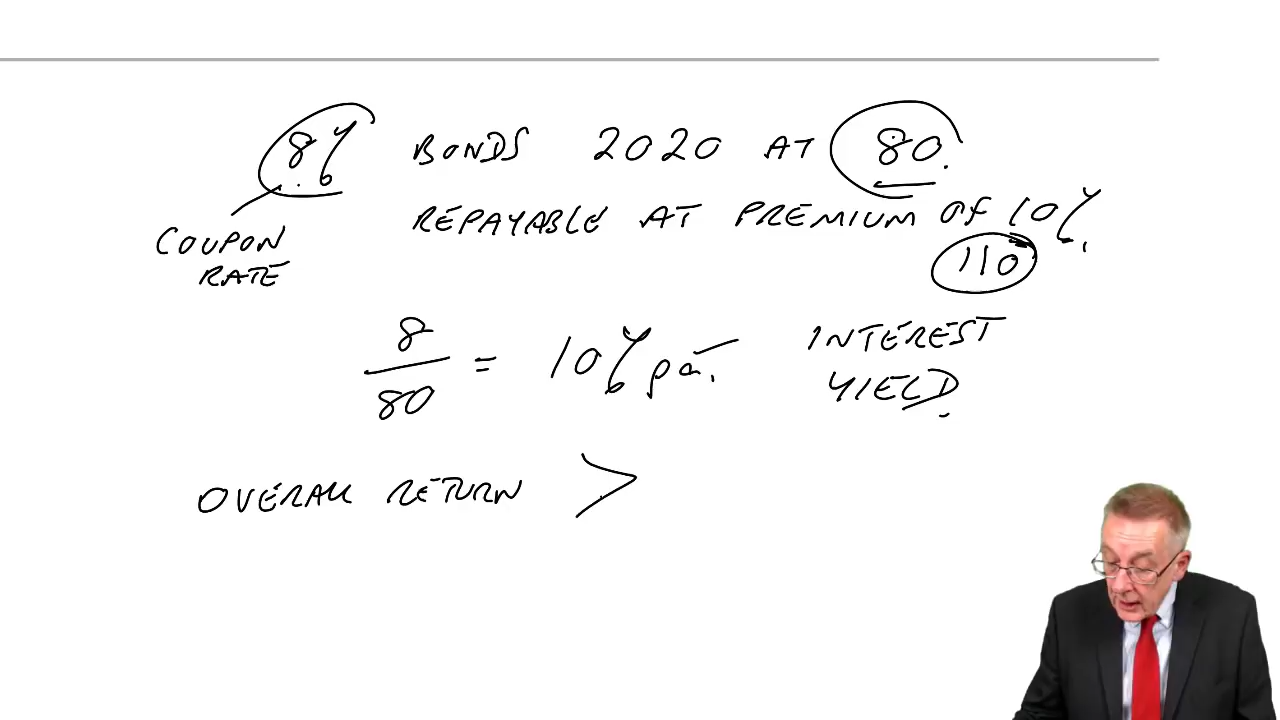 8% BONDS 2020 AT 80.
REPAYABLE AT PREMIUM OF 10%.
COUPON
RATE
110
8
80
= 10% pa.
INTEREST
YIELD
OVERALL RETURN >